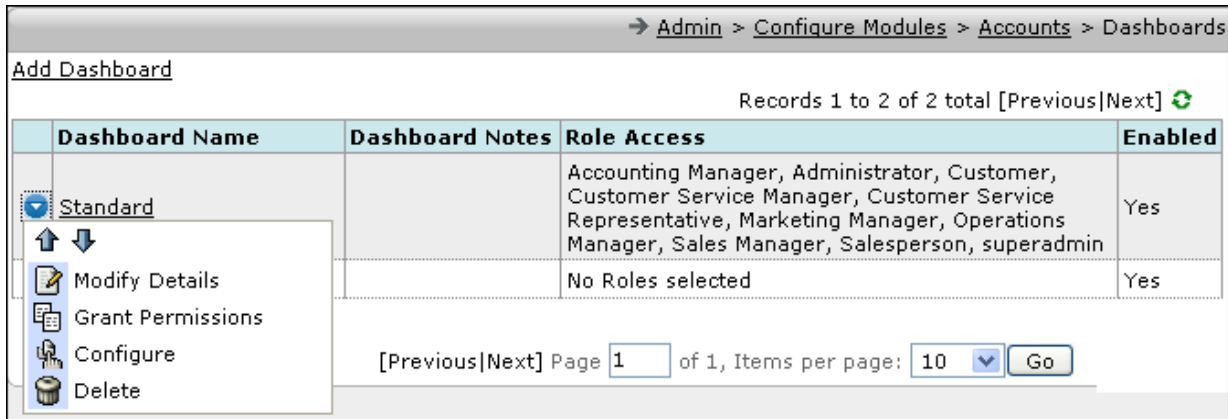 Admin > Configure Modules > Accounts > Dashboards
Add Dashboard
Records 1 to 2 of 2 total [Previous|Next]
Dashboard Name Dashboard Notes Role Access Enabled
Standard
Accounting Manager, Administrator, Customer,
Customer Service Manager, Customer Service
Representative, Marketing Manager, Operations
Manager, Sales Manager, Salesperson, superadmin
Yes
No Roles selected Yes
Modify Details
Grant Permissions
Configure
Delete
[Previous|Next] Page 1 of 1, Items per page: 10 Go